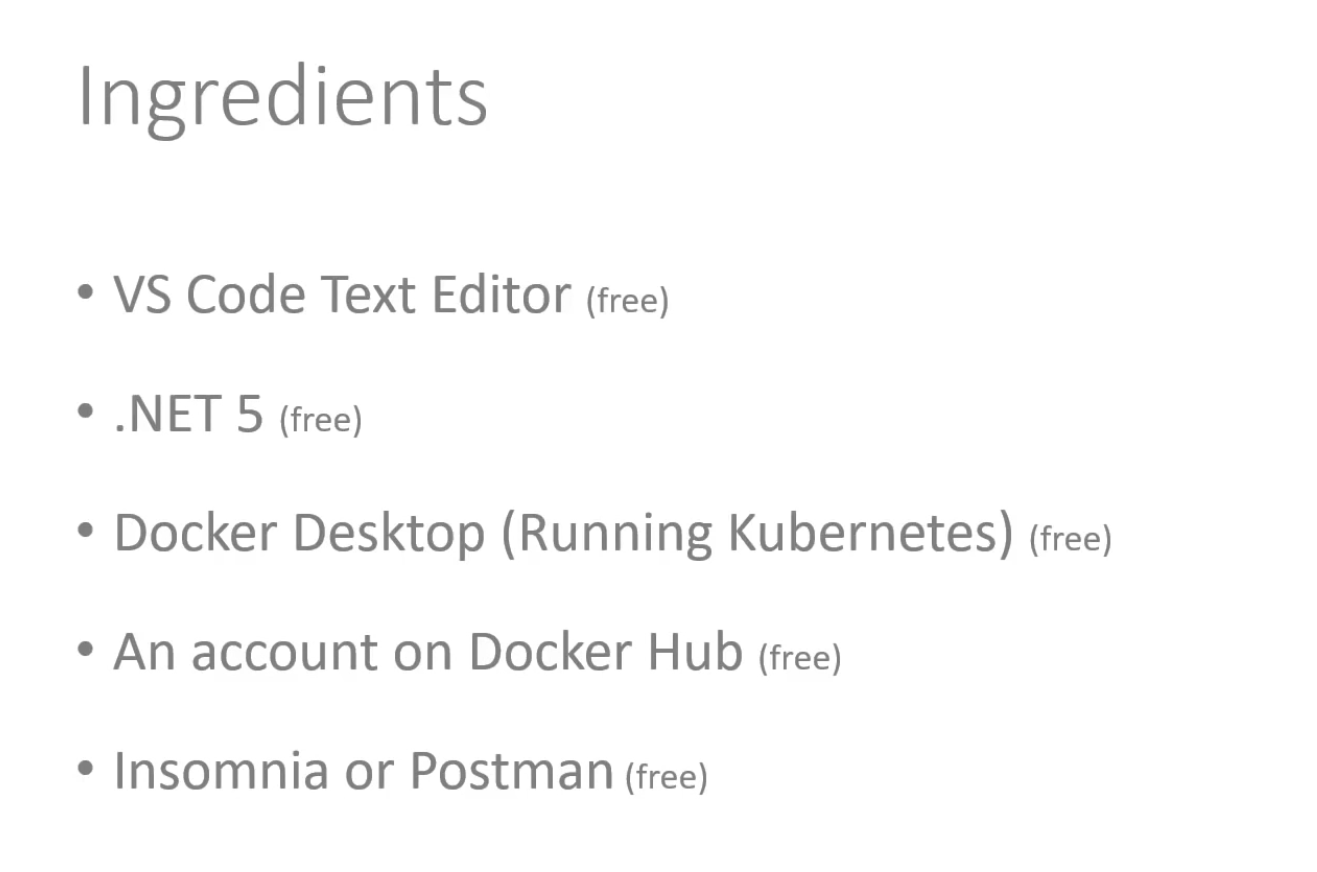 Ingredients
• VS Code Text Editor (free)
• .NET 5 (free)
• Docker Desktop (Running Kubernetes) (free)
• An account on Docker Hub (free)
• Insomnia or Postman (free)